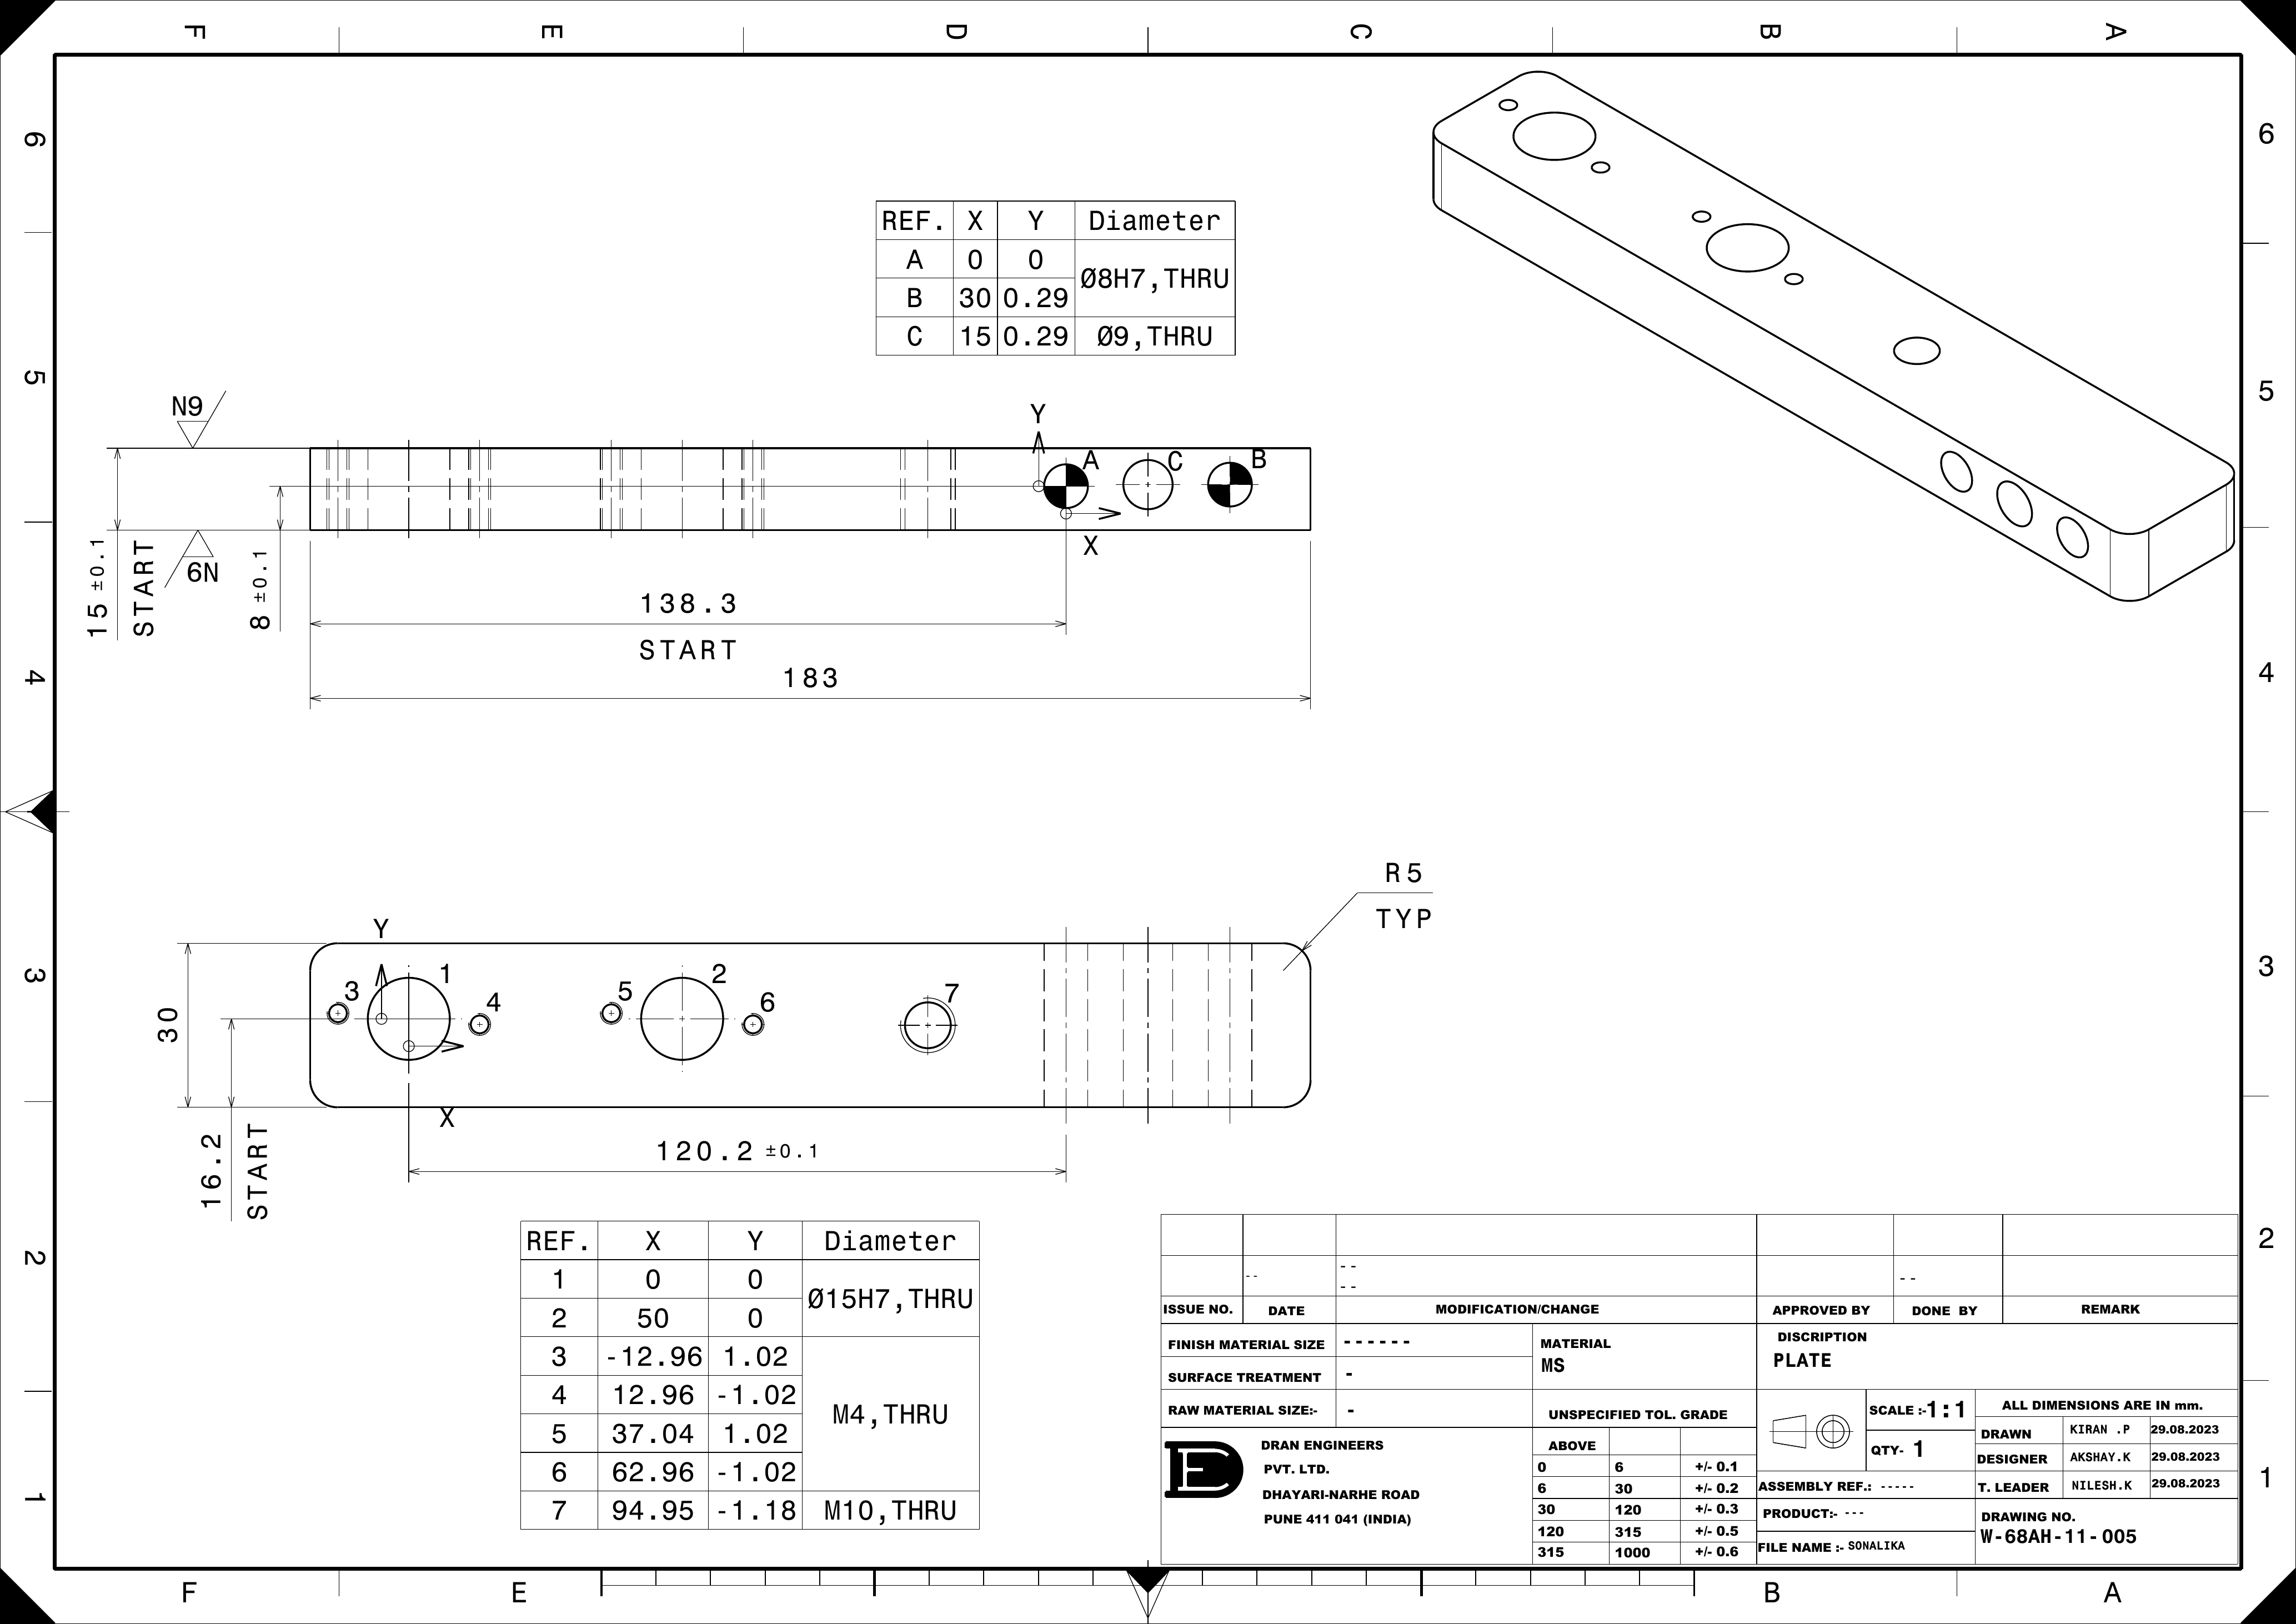 F E D C B A
6 6
REF. X Y Diameter
A 0 0 Ø8H7,THRU
B 30 0.29
C 15 0.29 Ø9,THRU
5 5
N9
Y
A C B
X
N9
15 ±0.1
START
8 ±0.1
138.3
START
183
4 4
R5
TYP
Y
3 1 4 5 2 6 7
3 3
30
X
16.2
START
120.2 ±0.1
2 2
REF. X Y Diameter
1 0 0 Ø15H7,THRU
2 50 0
3 -12.96 1.02 M4,THRU
4 12.96 -1.02
5 37.04 1.02
6 62.96 -1.02
7 94.95 -1.18 M10,THRU
-- -- --
--
ISSUE NO. DATE MODIFICATION/CHANGE APPROVED BY DONE BY REMARK
FINISH MATERIAL SIZE ------
SURFACE TREATMENT -
RAW MATERIAL SIZE:- -
MATERIAL
MS
DISCRIPTION
PLATE
UNSPECIFIED TOL. GRADE
ABOVE
0 6 +/- 0.1
6 30 +/- 0.2
30 120 +/- 0.3
120 315 +/- 0.5
315 1000 +/- 0.6
DRAN ENGINEERS
PVT. LTD.
DHAYARI-NARHE ROAD
PUNE 411 041 (INDIA)
SCALE :-1:1
QTY- 1
ALL DIMENSIONS ARE IN mm.
DRAWN KIRAN .P 29.08.2023
DESIGNER AKSHAY.K 29.08.2023
T. LEADER NILESH.K 29.08.2023
ASSEMBLY REF.: -----
PRODUCT:- ---
FILE NAME :- SONALIKA
DRAWING NO.
W-68AH-11-005
1 1
F E B A